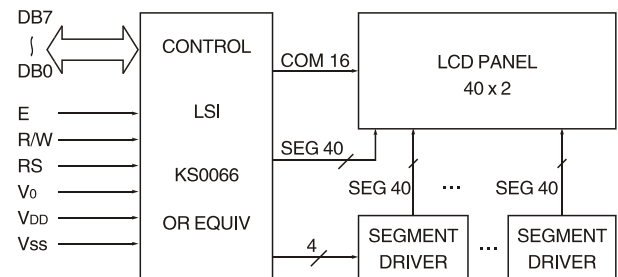 DB7
~
DB0
E
R/W
RS
V0
VDD
Vss
CONTROL
LSI
KS0066
OR EQUIV
COM 16
SEG 40
4
LCD PANEL
40 x 2
SEG 40 ... SEG 40
SEGMENT
DRIVER
...
SEGMENT
DRIVER